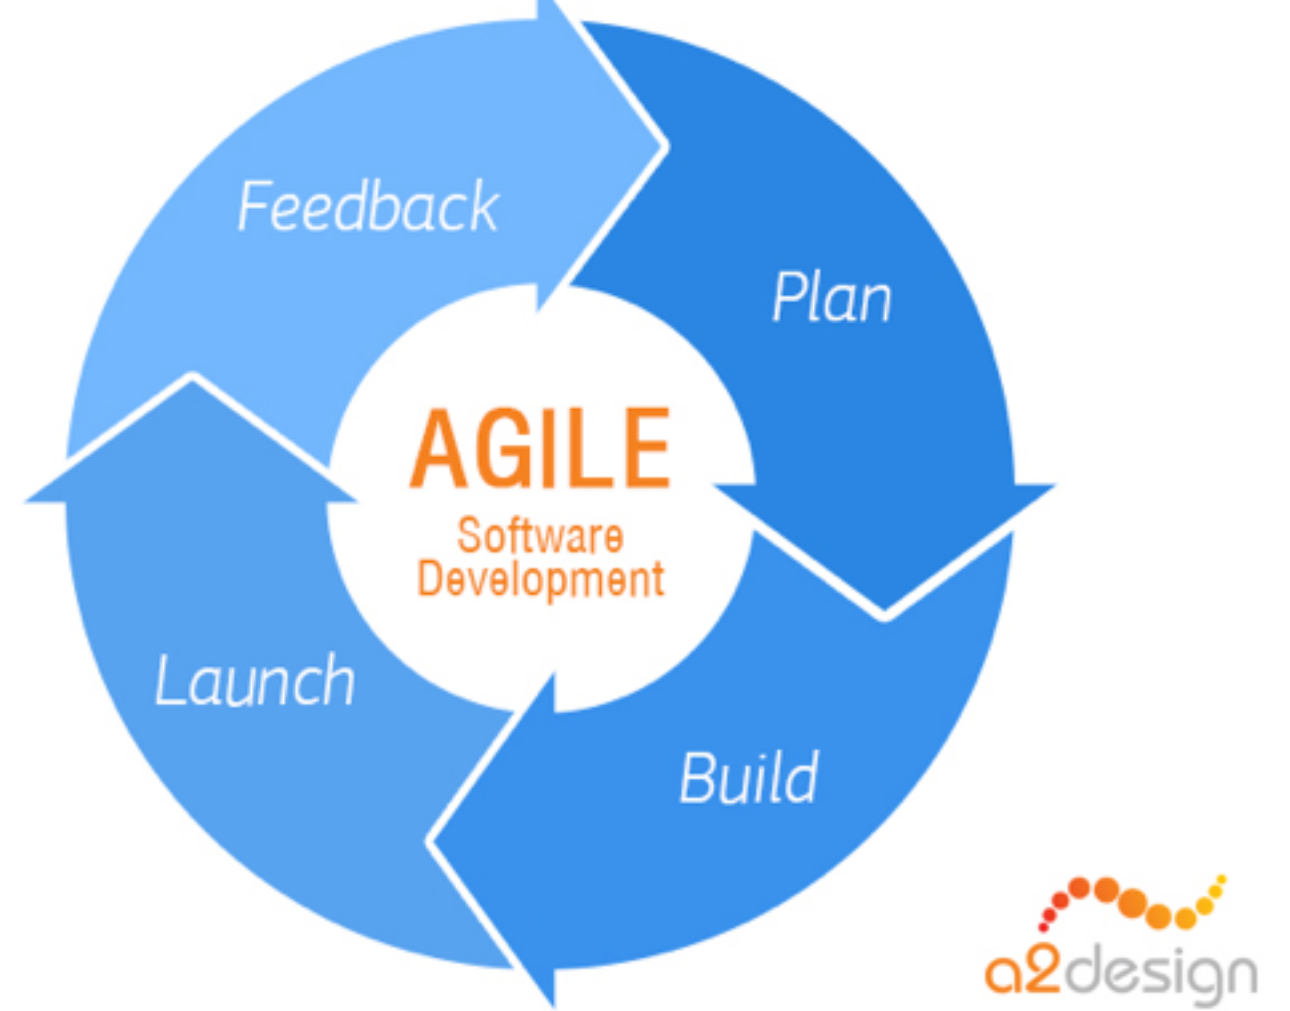 Feedback
Plan
AGILE
Software
Development
Launch
Build
a2design